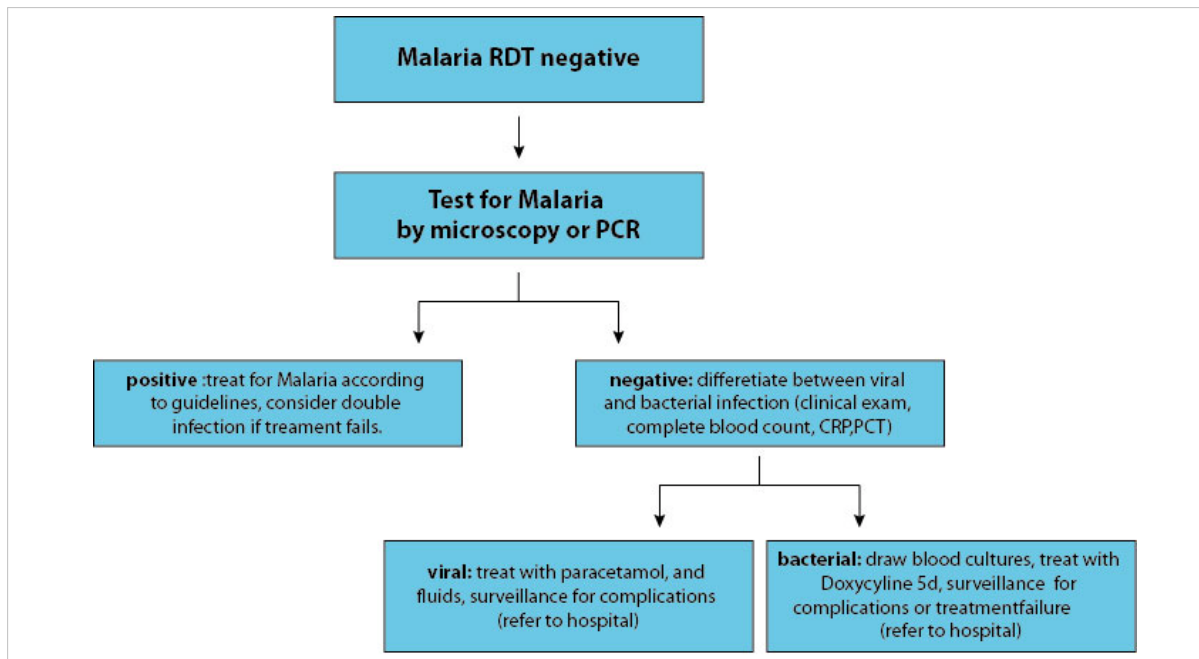 Malaria RDT negative
Test for Malaria
by microscopy or PCR
positive :treat for Malaria according
to guidelines, consider double
infection if treament fails.
negative: differetiate between viral
and bacterial infection (clinical exam,
complete blood count, CRP,PCT)
viral: treat with paracetamol, and
fluids, surveillance for complications
(refer to hospital)
bacterial: draw blood cultures, treat with
Doxycyline 5d, surveillance for
complications or treatmentfailure
(refer to hospital)